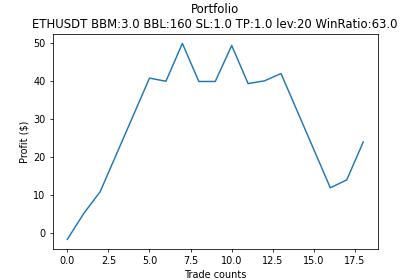 Portfolio
ETHUSDT BBM:3.0 BBL:160 SL:1.0 TP:1.0 lev:20 WinRatio:63.0
50
40
30
20
10
0
Profit ($)
0.0 2.5 5.0 7.5 10.0 12.5 15.0 17.5
Trade counts